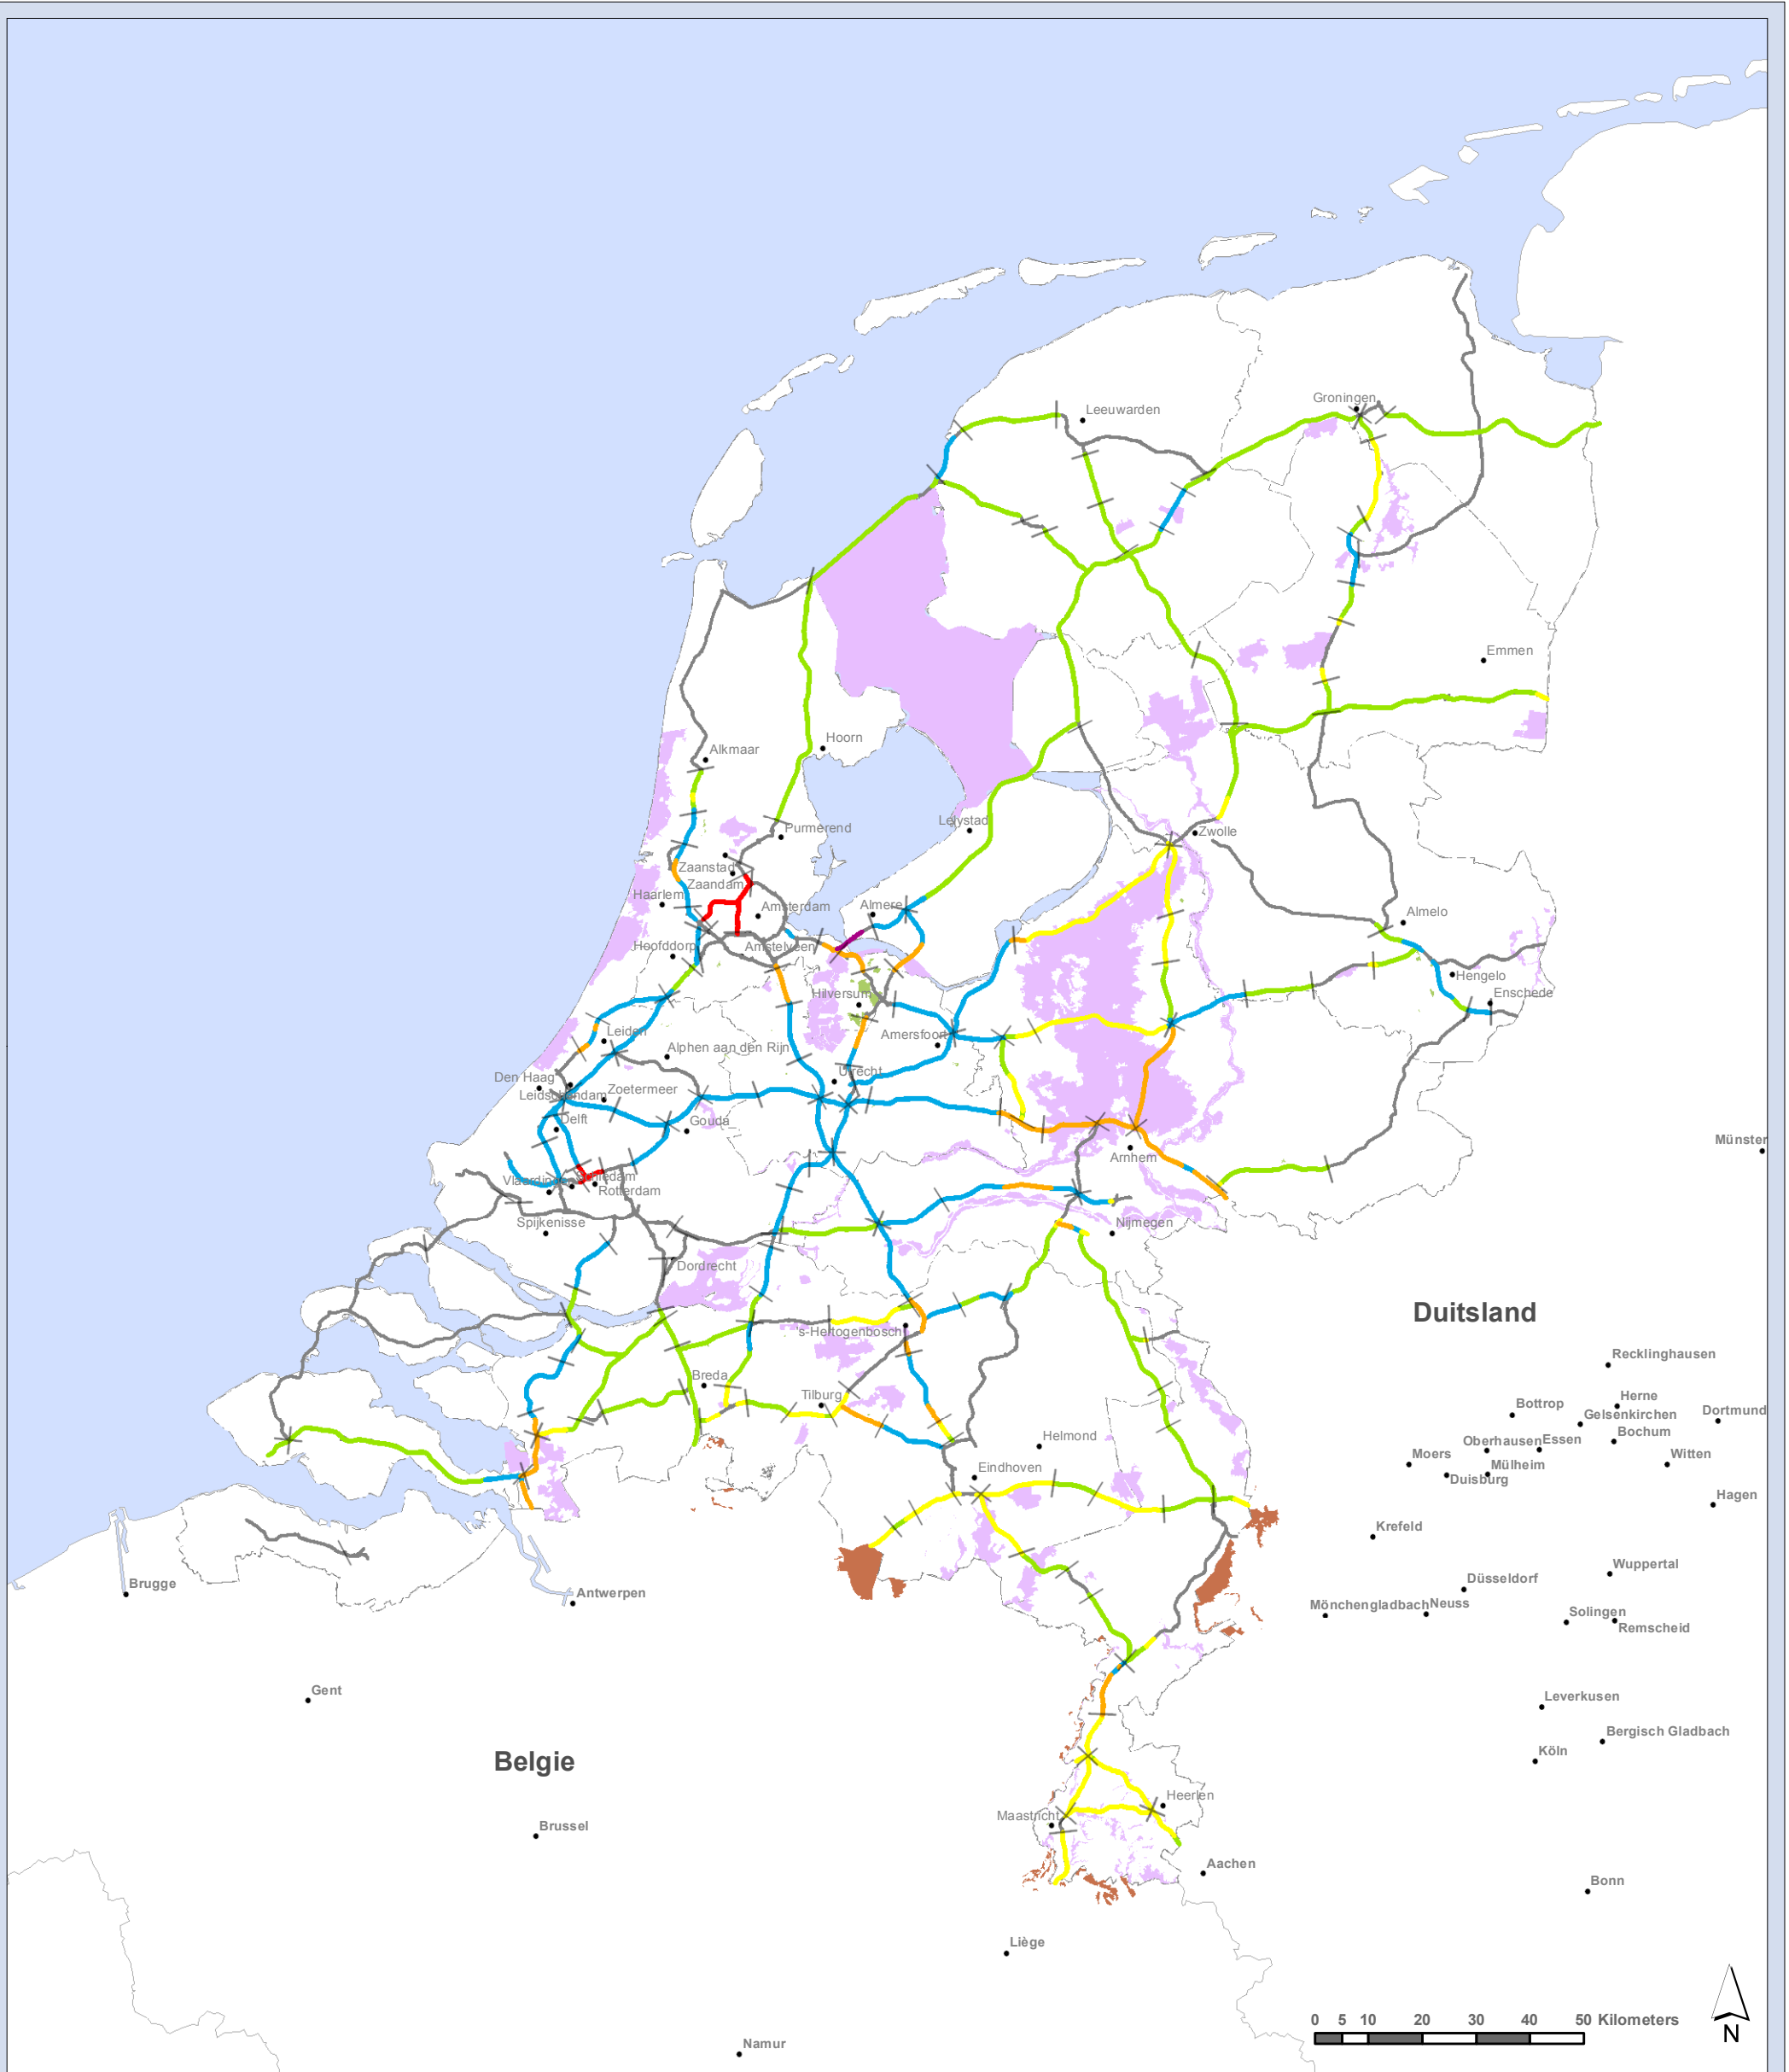 Leeuwarden
Groningen
Emmen
Hoorn
Alkmaar
Lelystad
Purmerend
Zwolle
Zaanstad
Zaandam
Haarlem
Almere
Amsterdam
Almelo
Hoofddorp
Amstelveen
Hengelo
Enschede
Hilversum
Leiden
Amersfoort
Alphen aan den Rijn
Den Haag
Utrecht
Leidschendam
Zoetermeer
Delft
Gouda
Münster
Arnhem
Rotterdam
Spijkenisse
Nijmegen
Dordrecht
Duitsland
s-Hertogenbosch
Recklinghausen
Breda
Tilburg
Bottrop
Herne
Gelsenkirchen
Dortmund
Bochum
Helmond
Oberhausen
Essen
Moers
Mülheim
Witten
Eindhoven
Duisburg
Hagen
Krefeld
Wuppertal
Brugge
Antwerpen
Düsseldorf
Mönchengladbach
Neuss
Solingen
Remscheid
Gent
Leverkusen
Bergisch Gladbach
Köln
Belgie
Heerlen
Maastricht
Brussel
Aachen
Bonn
Liège
0 5 10 20 30 40 50 Kilometers
N
Namur